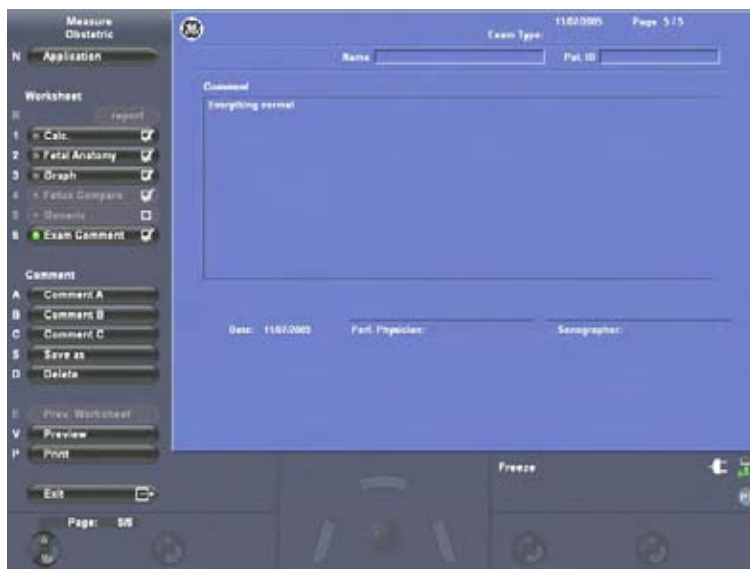 Measure
Obstetric
N Application
Worksheet
R report
1 Calc. 
2 Fetal Anatomy
3 Graph
4 Fetus Compare
5 Generic
6 Exam Comment
Comment
A Comment A
B Comment B
C Comment C
S Save as
D Delete
E Prev. Worksheet
V Preview
P Print
Exit
Page: 5/5
11/07/2005 Page 5/5
Exam Type:
Name Pat. ID
Comment
Everything normal
Date: 11/07/2005 Perf. Physician: Sonographer:
Freeze